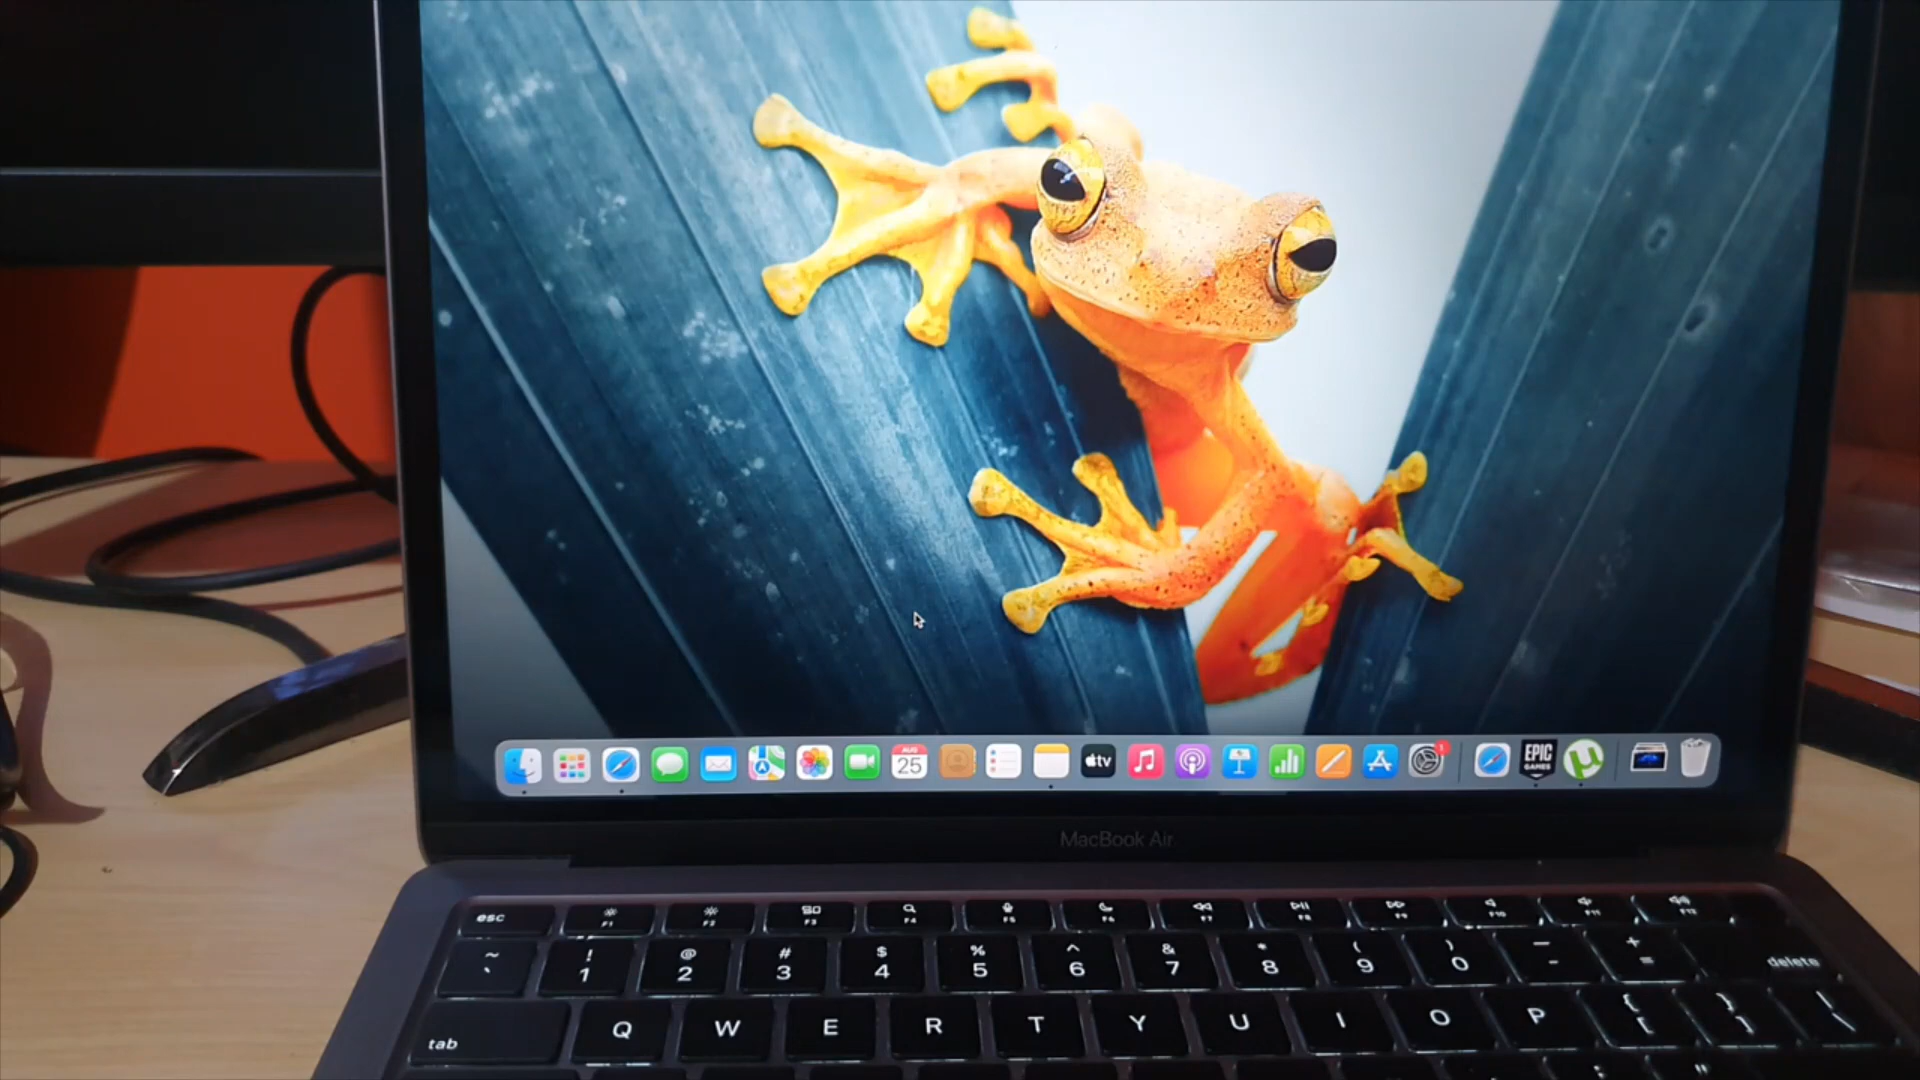 AUG
25
tv
1
EPIC
GAMES
MacBook Air
esc F1 F2 F3 F4 F5 F6 F7 F8 F9 F10 F11 F12
~ ! @ # $ % ^ & * ( ) — +
` 1 2 3 4 5 6 7 8 9 0 - = delete
tab Q W E R T Y U I O P { } |
[ ] \